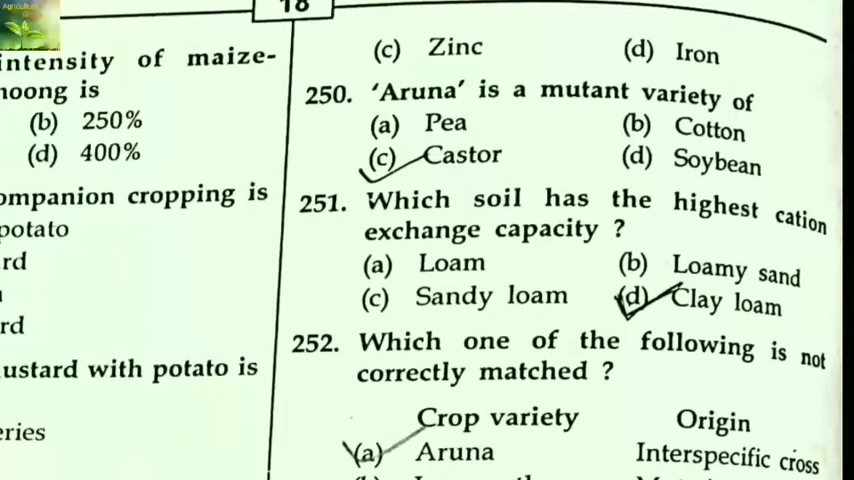 Agriculture
18
intensity of maize-
noong is
(b) 250%
(d) 400%
ompanion cropping is
potato
rd
rd
ustard with potato is
eries
(c) Zinc (d) Iron
250. ‘Aruna’ is a mutant variety of
(a) Pea (b) Cotton
(c) Castor (d) Soybean
251. Which soil has the highest cation
exchange capacity ?
(a) Loam (b) Loamy sand
(c) Sandy loam (d) Clay loam
252. Which one of the following is not
correctly matched ?
Crop variety Origin
(a) Aruna Interspecific cross